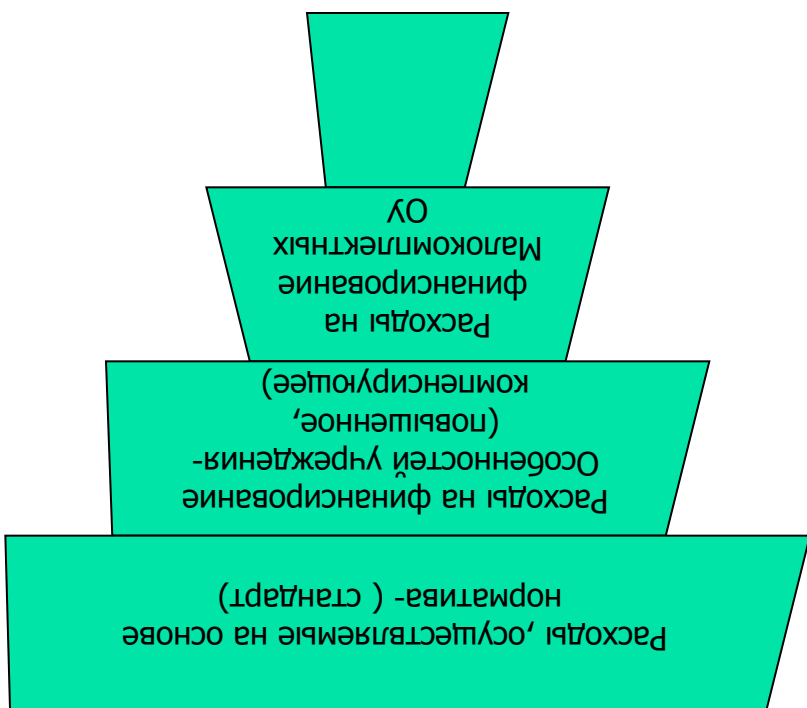 Расходы, осуществляемые на основе
норматива- ( стандарт)
Расходы на финансирование
Особенностей учреждения-
(повышенное,
компенсирующее)
Расходы на
финансирование
Малокомплектных
ОУ